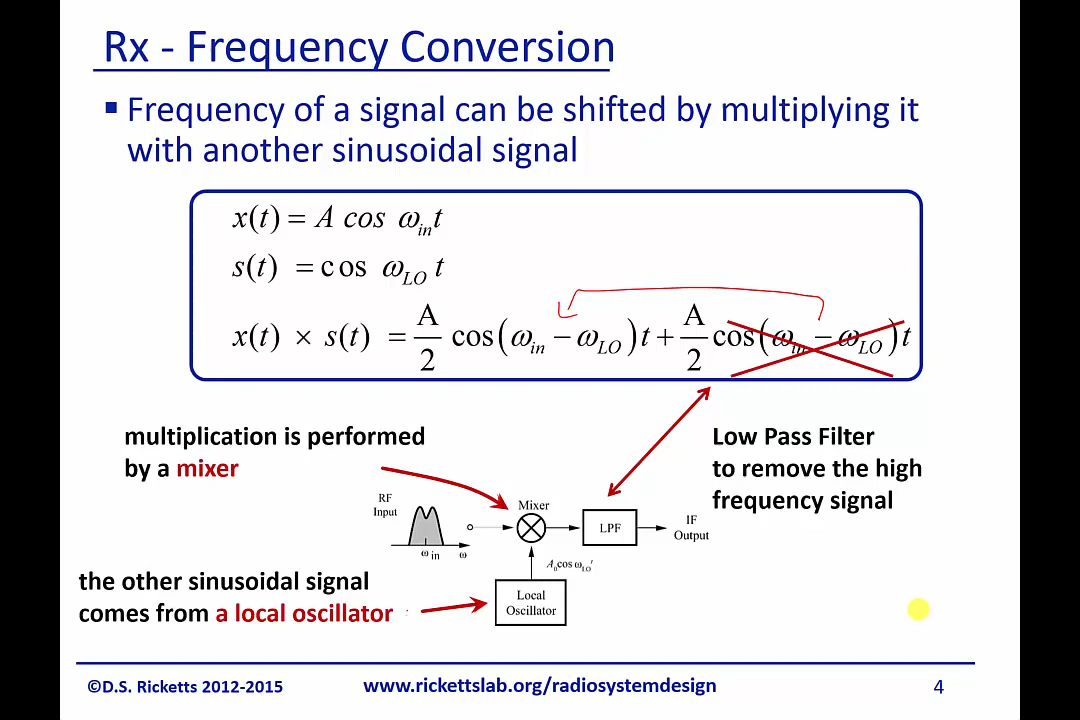 Rx - Frequency Conversion
▪ Frequency of a signal can be shifted by multiplying it
with another sinusoidal signal
x(t) = A cos ω_in t
s(t) = cos ω_LO t
x(t) × s(t) = A/2 cos(ω_in − ω_LO)t + A/2 cos(ω_in − ω_LO)t
multiplication is performed
by a mixer
Low Pass Filter
to remove the high
frequency signal
RF
Input
ω in
ω
Mixer
LPF
IF
Output
A₀cos ω_LO t
Local
Oscillator
the other sinusoidal signal
comes from a local oscillator
©D.S. Ricketts 2012-2015
www.rickettslab.org/radiosystemdesign
4